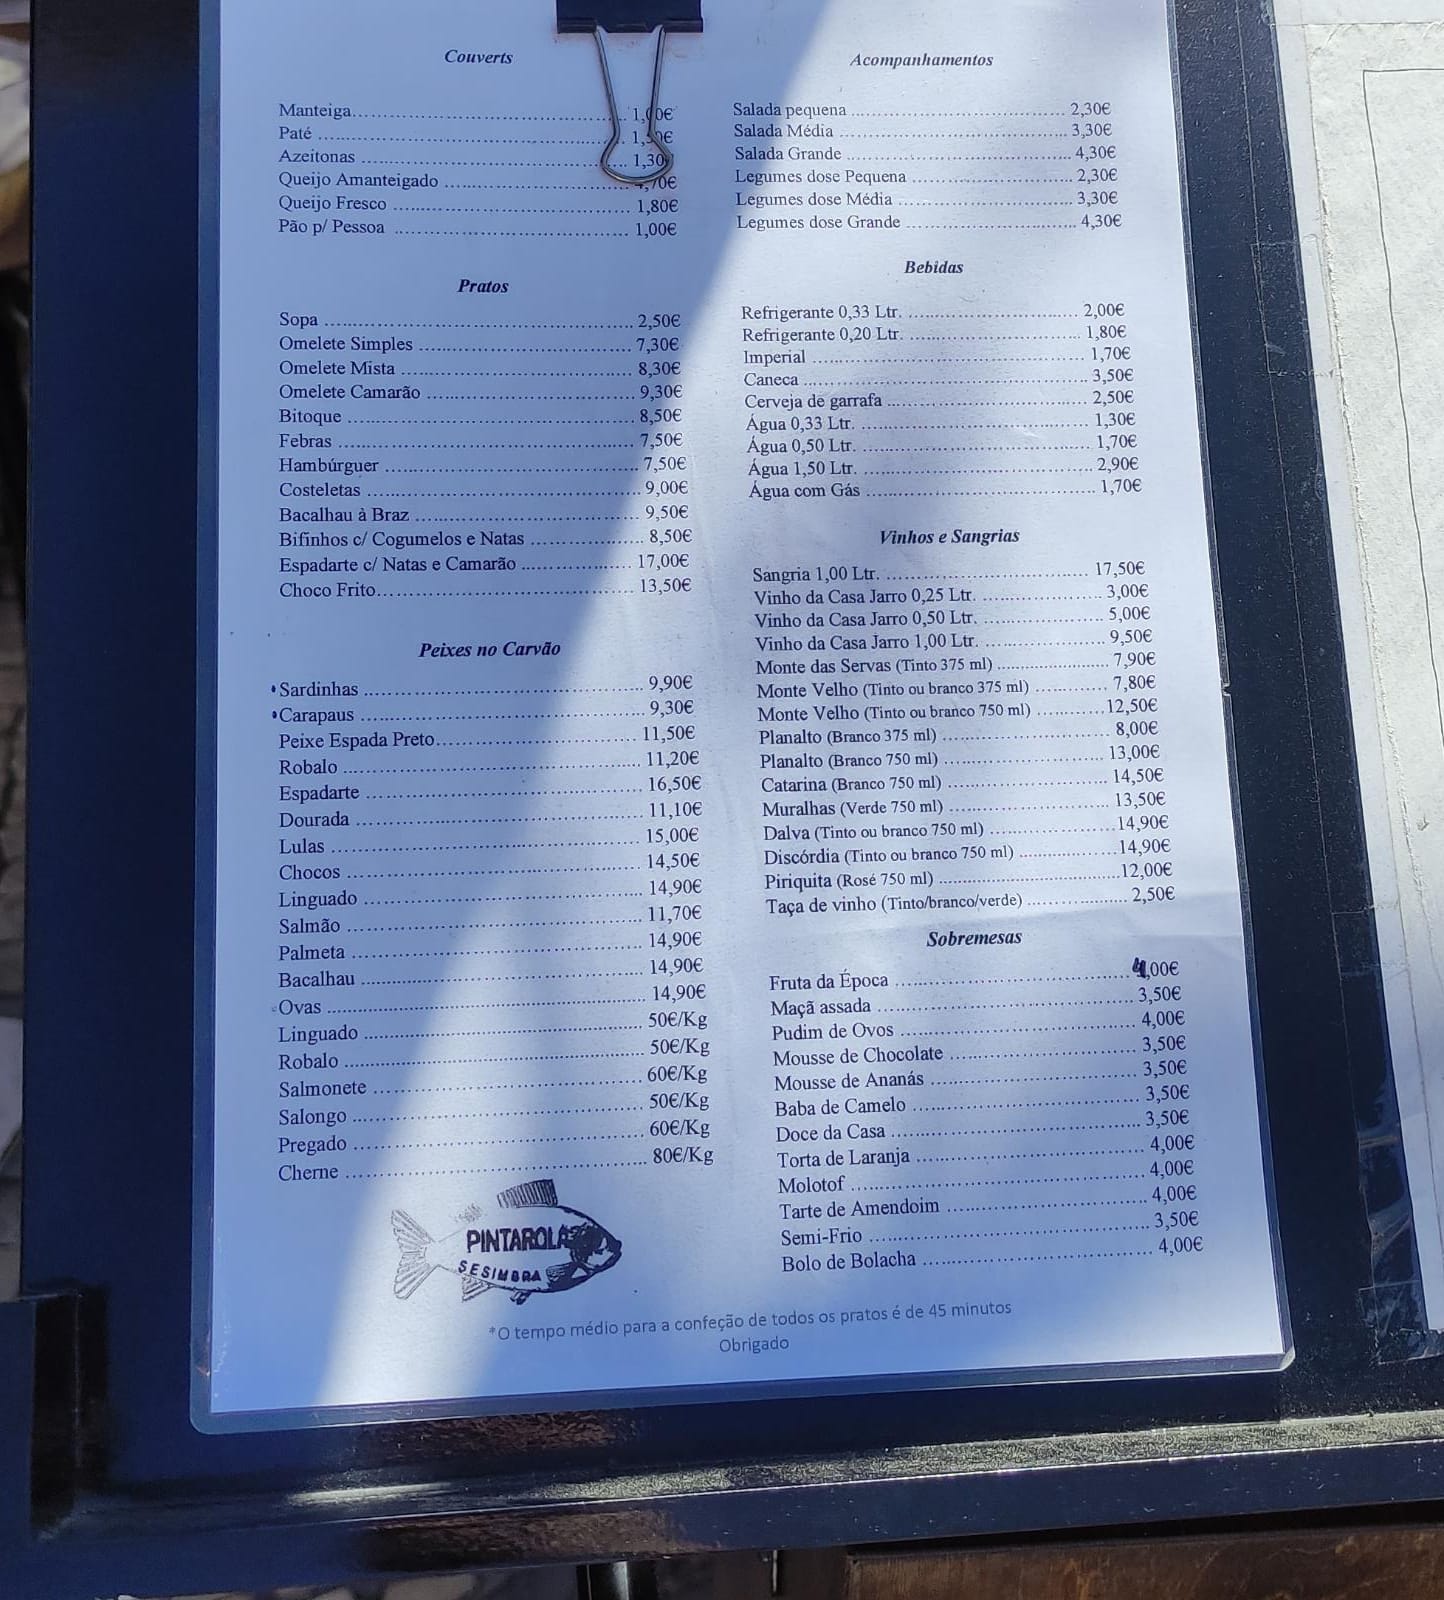 Couverts
Manteiga..................................................
Paté ..................................................
Azeitonas .................................................. 1,30
Queijo Amanteigado ..................................
Queijo Fresco .......................................... 1,80€
Pão p/ Pessoa .......................................... 1,00€
Pratos
Sopa .......................................................... 2,50€
Omelete Simples ....................................... 7,30€
Omelete Mista .......................................... 8,30€
Omelete Camarão ..................................... 9,30€
Bitoque ..................................................... 8,50€
Febras ....................................................... 7,50€
Hambúrguer .............................................. 7,50€
Costeletas .................................................. 9,00€
Bacalhau à Braz ......................................... 9,50€
Bifinhos c/ Cogumelos e Natas .................... 8,50€
Espadarte c/ Natas e Camarão ..................... 17,00€
Choco Frito................................................ 13,50€
Peixes no Carvão
•Sardinhas .................................................. 9,90€
•Carapaus ................................................... 9,30€
Peixe Espada Preto..................................... 11,50€
Robalo ...................................................... 11,20€
Espadarte .................................................. 16,50€
Dourada .................................................... 11,10€
Lulas ......................................................... 15,00€
Chocos ...................................................... 14,50€
Linguado ................................................... 14,90€
Salmão ...................................................... 11,70€
Palmeta ..................................................... 14,90€
Bacalhau ................................................... 14,90€
Ovas .......................................................... 14,90€
Linguado ................................................... 50€/Kg
Robalo ...................................................... 50€/Kg
Salmonete ................................................. 60€/Kg
Salongo ..................................................... 50€/Kg
Pregado ..................................................... 60€/Kg
Cherne ...................................................... 80€/Kg
PINTAROLA
SESIMBRA
Acompanhamentos
Salada pequena ......................................... 2,30€
Salada Média ............................................ 3,30€
Salada Grande .......................................... 4,30€
Legumes dose Pequena ............................. 2,30€
Legumes dose Média ................................ 3,30€
Legumes dose Grande ............................... 4,30€
Bebidas
Refrigerante 0,33 Ltr. ............................... 2,00€
Refrigerante 0,20 Ltr. ............................... 1,80€
Imperial .................................................... 1,70€
Caneca ...................................................... 3,50€
Cerveja de garrafa ..................................... 2,50€
Água 0,33 Ltr. .......................................... 1,30€
Água 0,50 Ltr. .......................................... 1,70€
Água 1,50 Ltr. .......................................... 2,90€
Água com Gás .......................................... 1,70€
Vinhos e Sangrias
Sangria 1,00 Ltr. ....................................... 17,50€
Vinho da Casa Jarro 0,25 Ltr. ..................... 3,00€
Vinho da Casa Jarro 0,50 Ltr. ..................... 5,00€
Vinho da Casa Jarro 1,00 Ltr. ..................... 9,50€
Monte das Servas (Tinto 375 ml) ................ 7,90€
Monte Velho (Tinto ou branco 375 ml) ....... 7,80€
Monte Velho (Tinto ou branco 750 ml) ....... 12,50€
Planalto (Branco 375 ml) ........................... 8,00€
Planalto (Branco 750 ml) ........................... 13,00€
Catarina (Branco 750 ml) ........................... 14,50€
Muralhas (Verde 750 ml) ........................... 13,50€
Dalva (Tinto ou branco 750 ml) .................. 14,90€
Discórdia (Tinto ou branco 750 ml) ............ 14,90€
Piriquita (Rosé 750 ml) ............................. 12,00€
Taça de vinho (Tinto/branco/verde) ............ 2,50€
Sobremesas
Fruta da Época .......................................... 4,00€
Maçã assada .............................................. 3,50€
Pudim de Ovos .......................................... 4,00€
Mousse de Chocolate ................................ 3,50€
Mousse de Ananás ..................................... 3,50€
Baba de Camelo ........................................ 3,50€
Doce da Casa ............................................ 3,50€
Torta de Laranja ........................................ 4,00€
Molotof ..................................................... 4,00€
Tarte de Amendoim ................................... 4,00€
Semi-Frio .................................................. 3,50€
Bolo de Bolacha ........................................ 4,00€
*O tempo médio para a confeção de todos os pratos é de 45 minutos
Obrigado